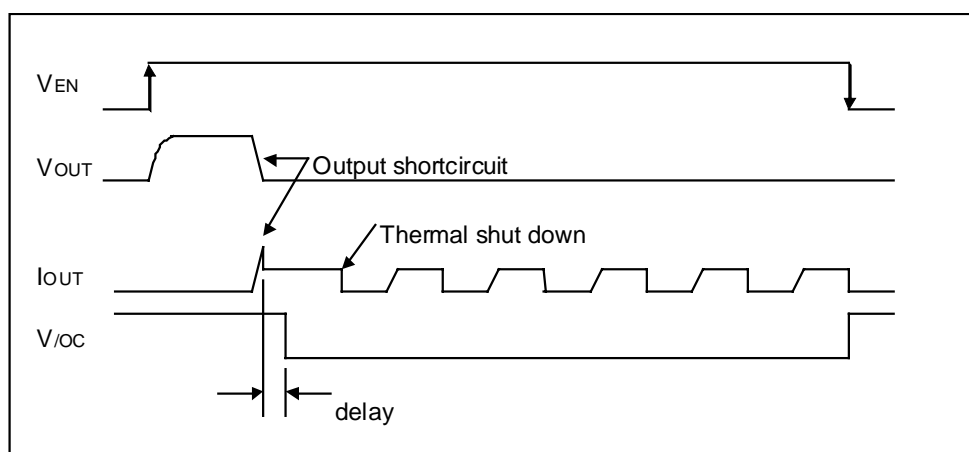 VEN
VOUT
Output shortcircuit
Thermal shut down
IOUT
V/OC
delay